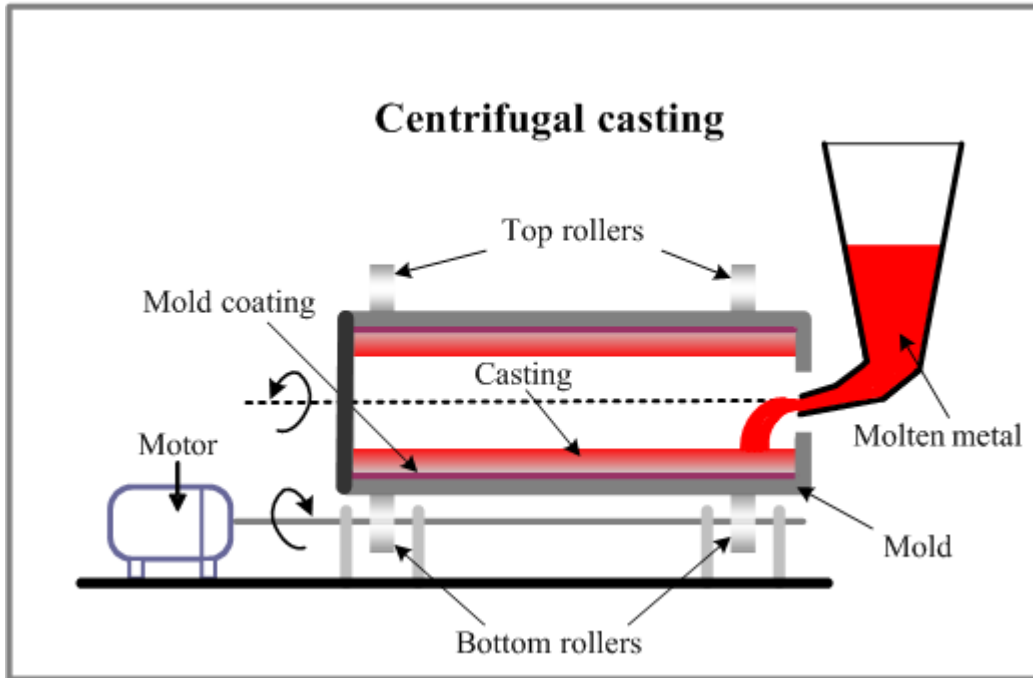 Centrifugal casting
Top rollers
Mold coating
Casting
Molten metal
Motor
Mold
Bottom rollers